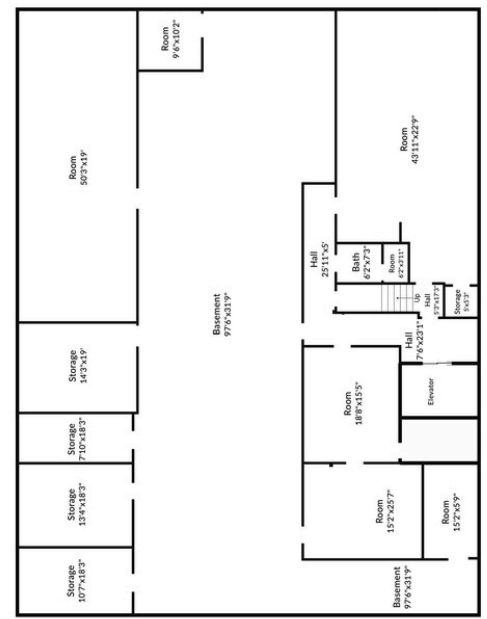 Room
9'6"x10'2"
Room
50'3"x19'
Room
43'11"x22'9"
Hall
25'11"x5'
Bath
6'2"x7'3"
Room
6'2"x3'11"
Up
Hall
5'3"x17'3"
Storage
5'x5'3"
Basement
97'6"x31'9"
Hall
7'6"x23'1"
Storage
14'3"x19'
Room
18'8"x15'5"
Elevator
Storage
7'10"x18'3"
Storage
13'4"x18'3"
Room
15'2"x25'7"
Room
15'2"x5'9"
Storage
10'7"x18'3"
Basement
97'6"x31'9"